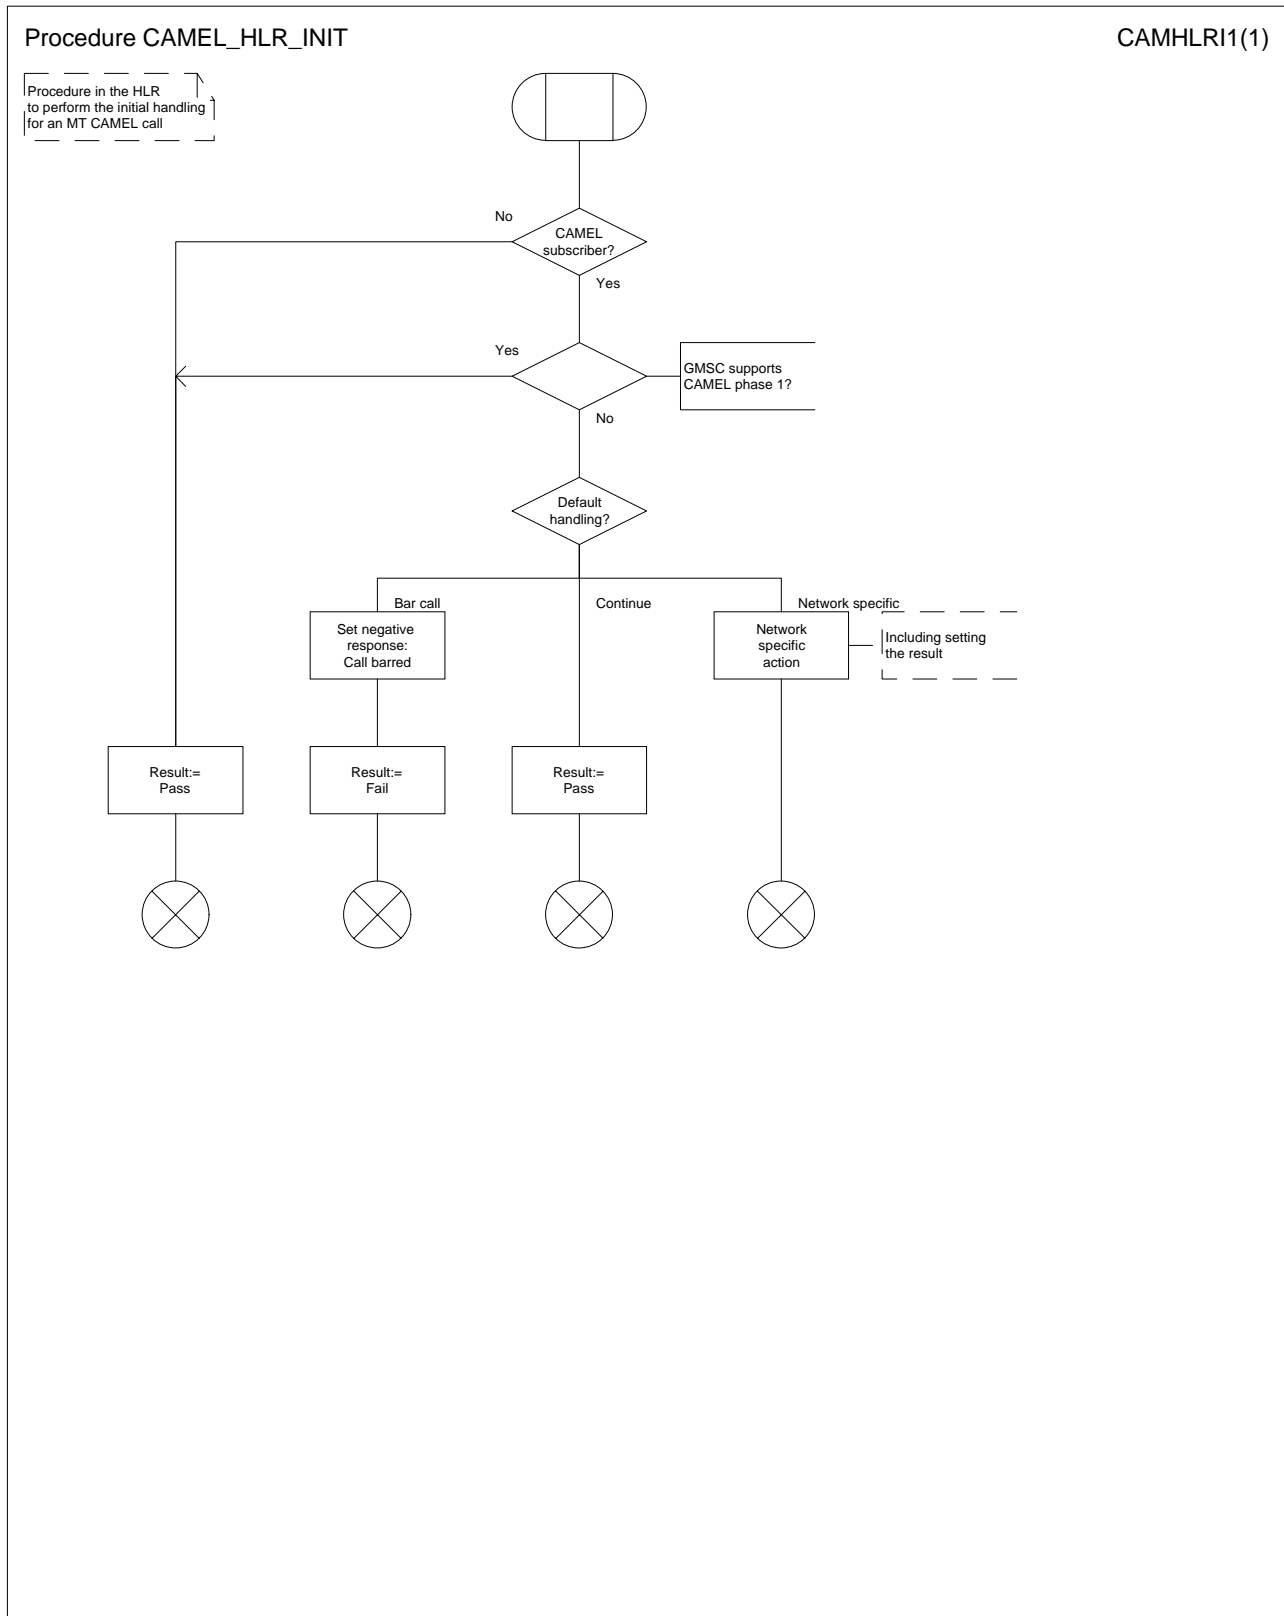 Procedure CAMEL_HLR_INIT
CAMHLRI1(1)
Procedure in the HLR
to perform the initial handling
for an MT CAMEL call
No
CAMEL
subscriber?
Yes
Yes
GMSC supports
CAMEL phase 1?
No
Default
handling?
Bar call
Continue
Network specific
Set negative
response:
Call barred
Network
specific
action
Including setting
the result
Result:=
Pass
Result:=
Fail
Result:=
Pass